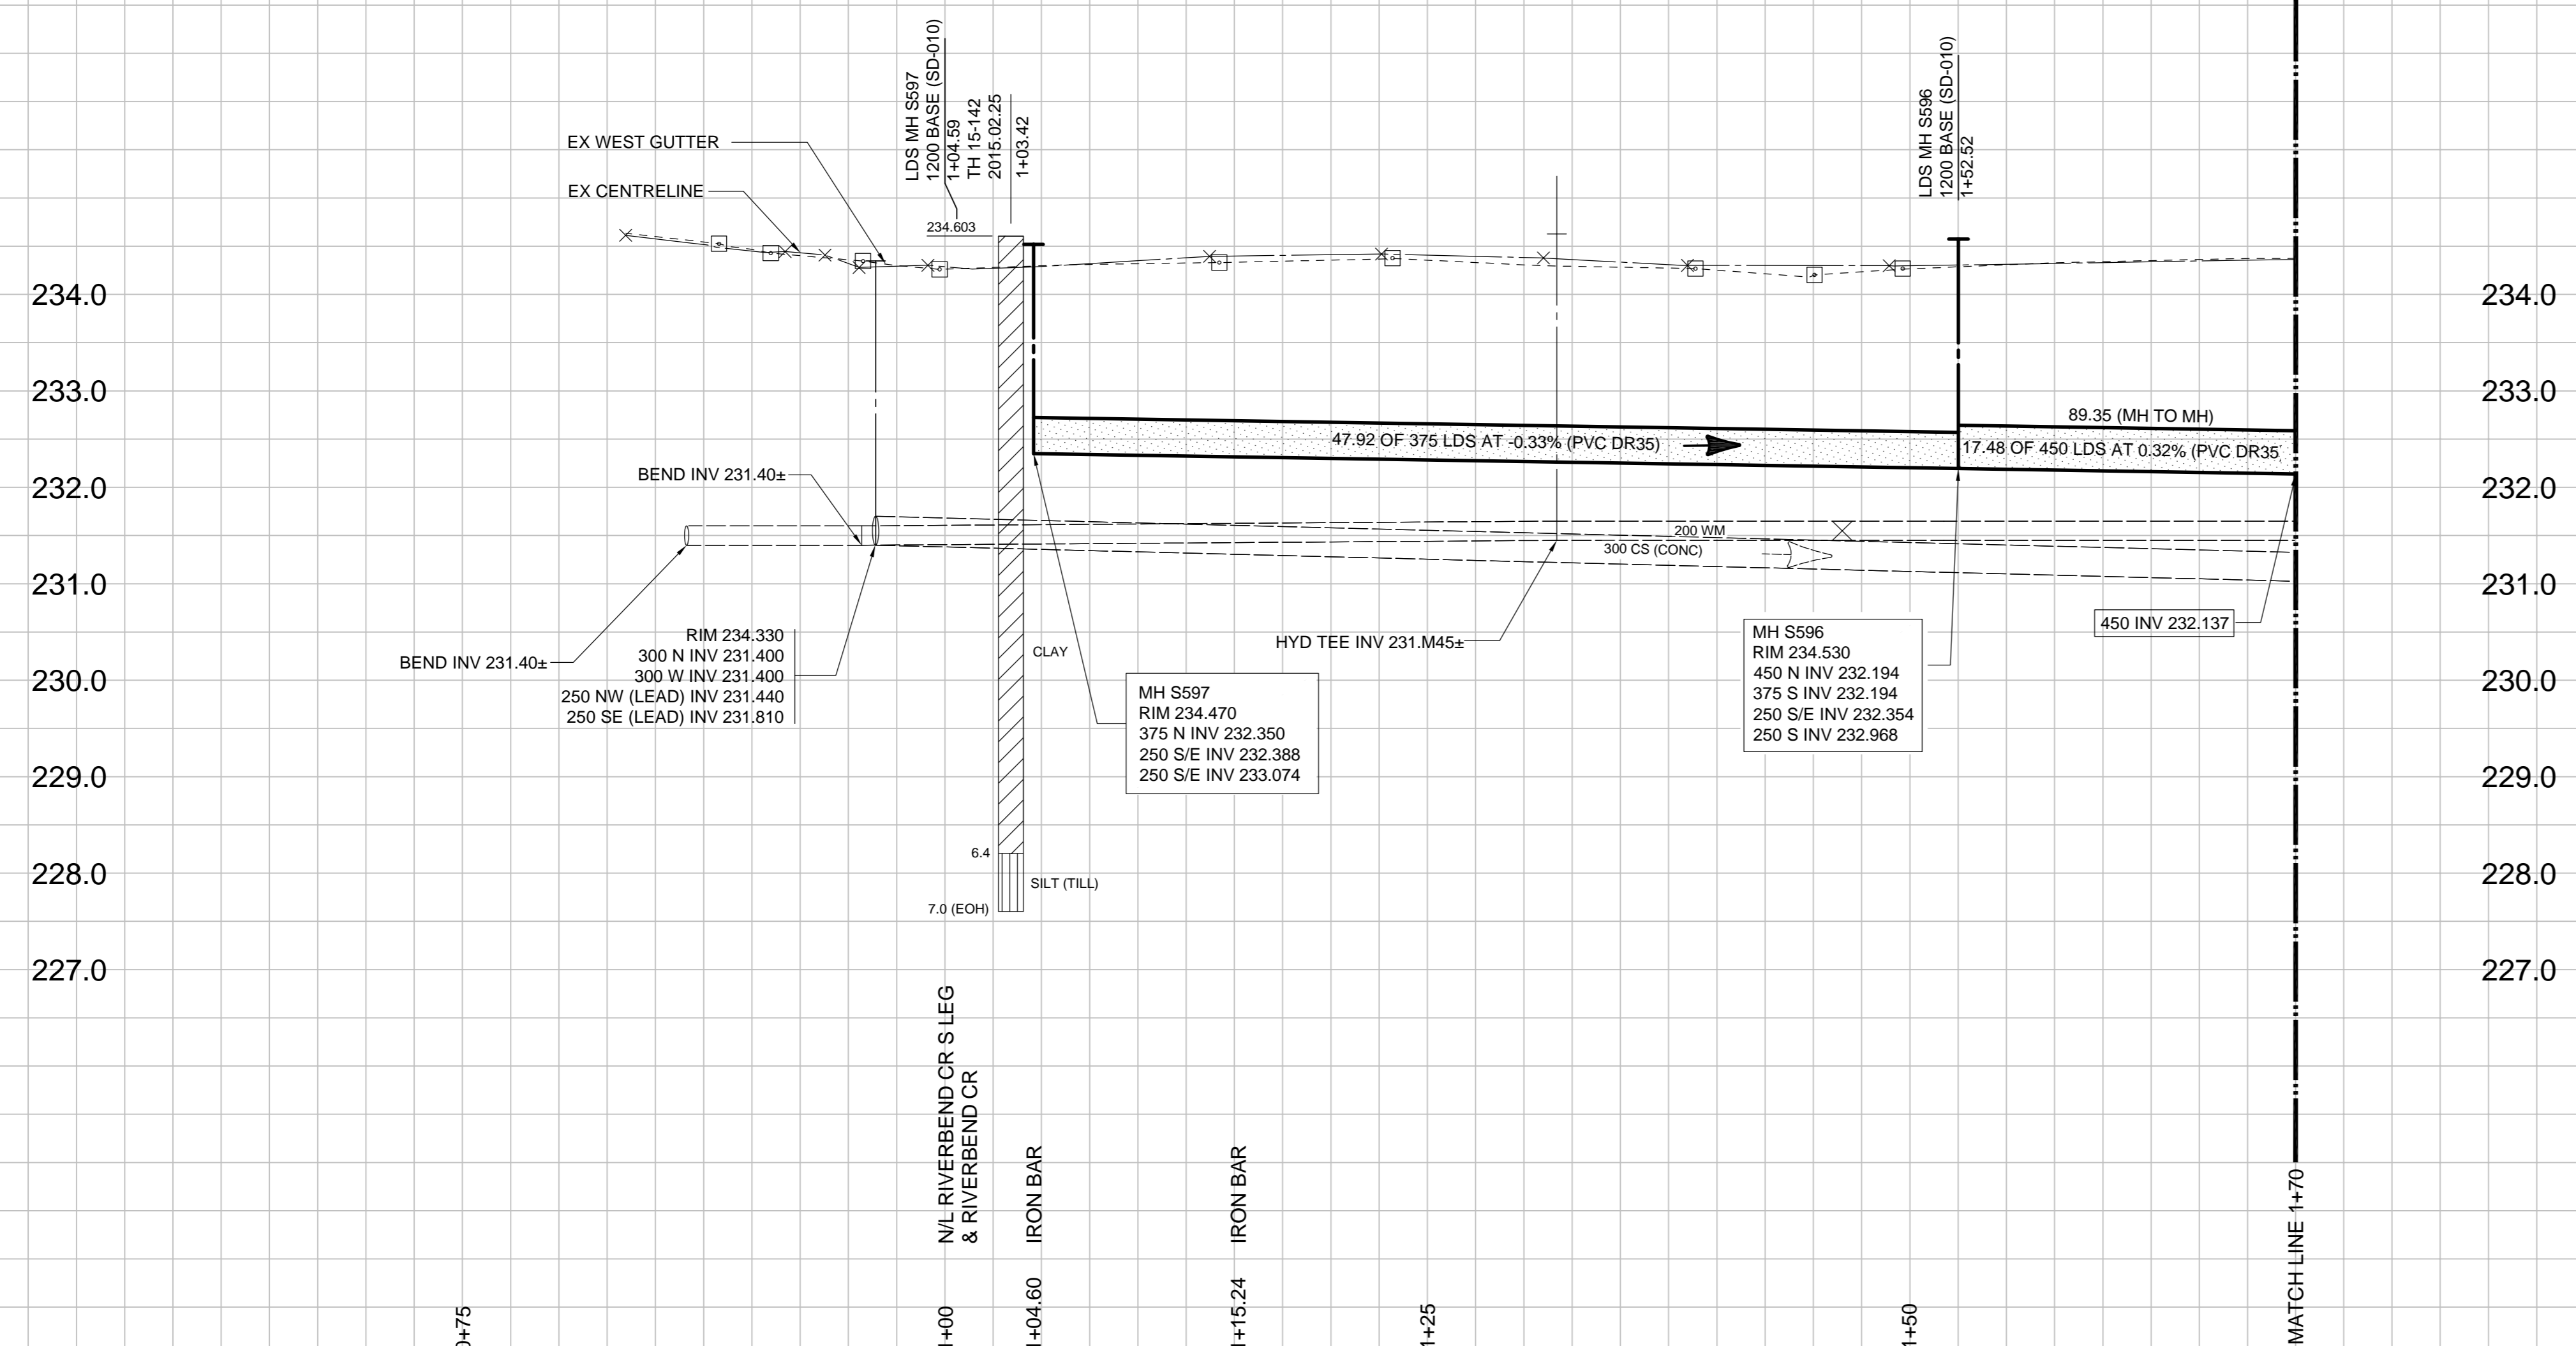 LDS MH S597
1200 BASE (SD-010)
1+04.59
TH 15-142
2015.02.25
1+03.42
LDS MH S596
1200 BASE (SD-010)
1+52.52
EX WEST GUTTER
EX CENTRELINE
234.603
234.0
234.0
233.0
233.0
89.35 (MH TO MH)
47.92 OF 375 LDS AT -0.33% (PVC DR35)
17.48 OF 450 LDS AT 0.32% (PVC DR35
BEND INV 231.40±
232.0
232.0
200 WM
300 CS (CONC)
231.0
231.0
BEND INV 231.40±
RIM 234.330
300 N INV 231.400
300 W INV 231.400
250 NW (LEAD) INV 231.440
250 SE (LEAD) INV 231.810
CLAY
HYD TEE INV 231.M45±
450 INV 232.137
MH S597
RIM 234.470
375 N INV 232.350
250 S/E INV 232.388
250 S/E INV 233.074
MH S596
RIM 234.530
450 N INV 232.194
375 S INV 232.194
250 S/E INV 232.354
250 S INV 232.968
230.0
230.0
229.0
229.0
6.4
228.0
228.0
SILT (TILL)
7.0 (EOH)
227.0
227.0
N/L RIVERBEND CR S LEG
& RIVERBEND CR
IRON BAR
IRON BAR
MATCH LINE 1+70
0+75
1+00
1+04.60
1+15.24
1+25
1+50